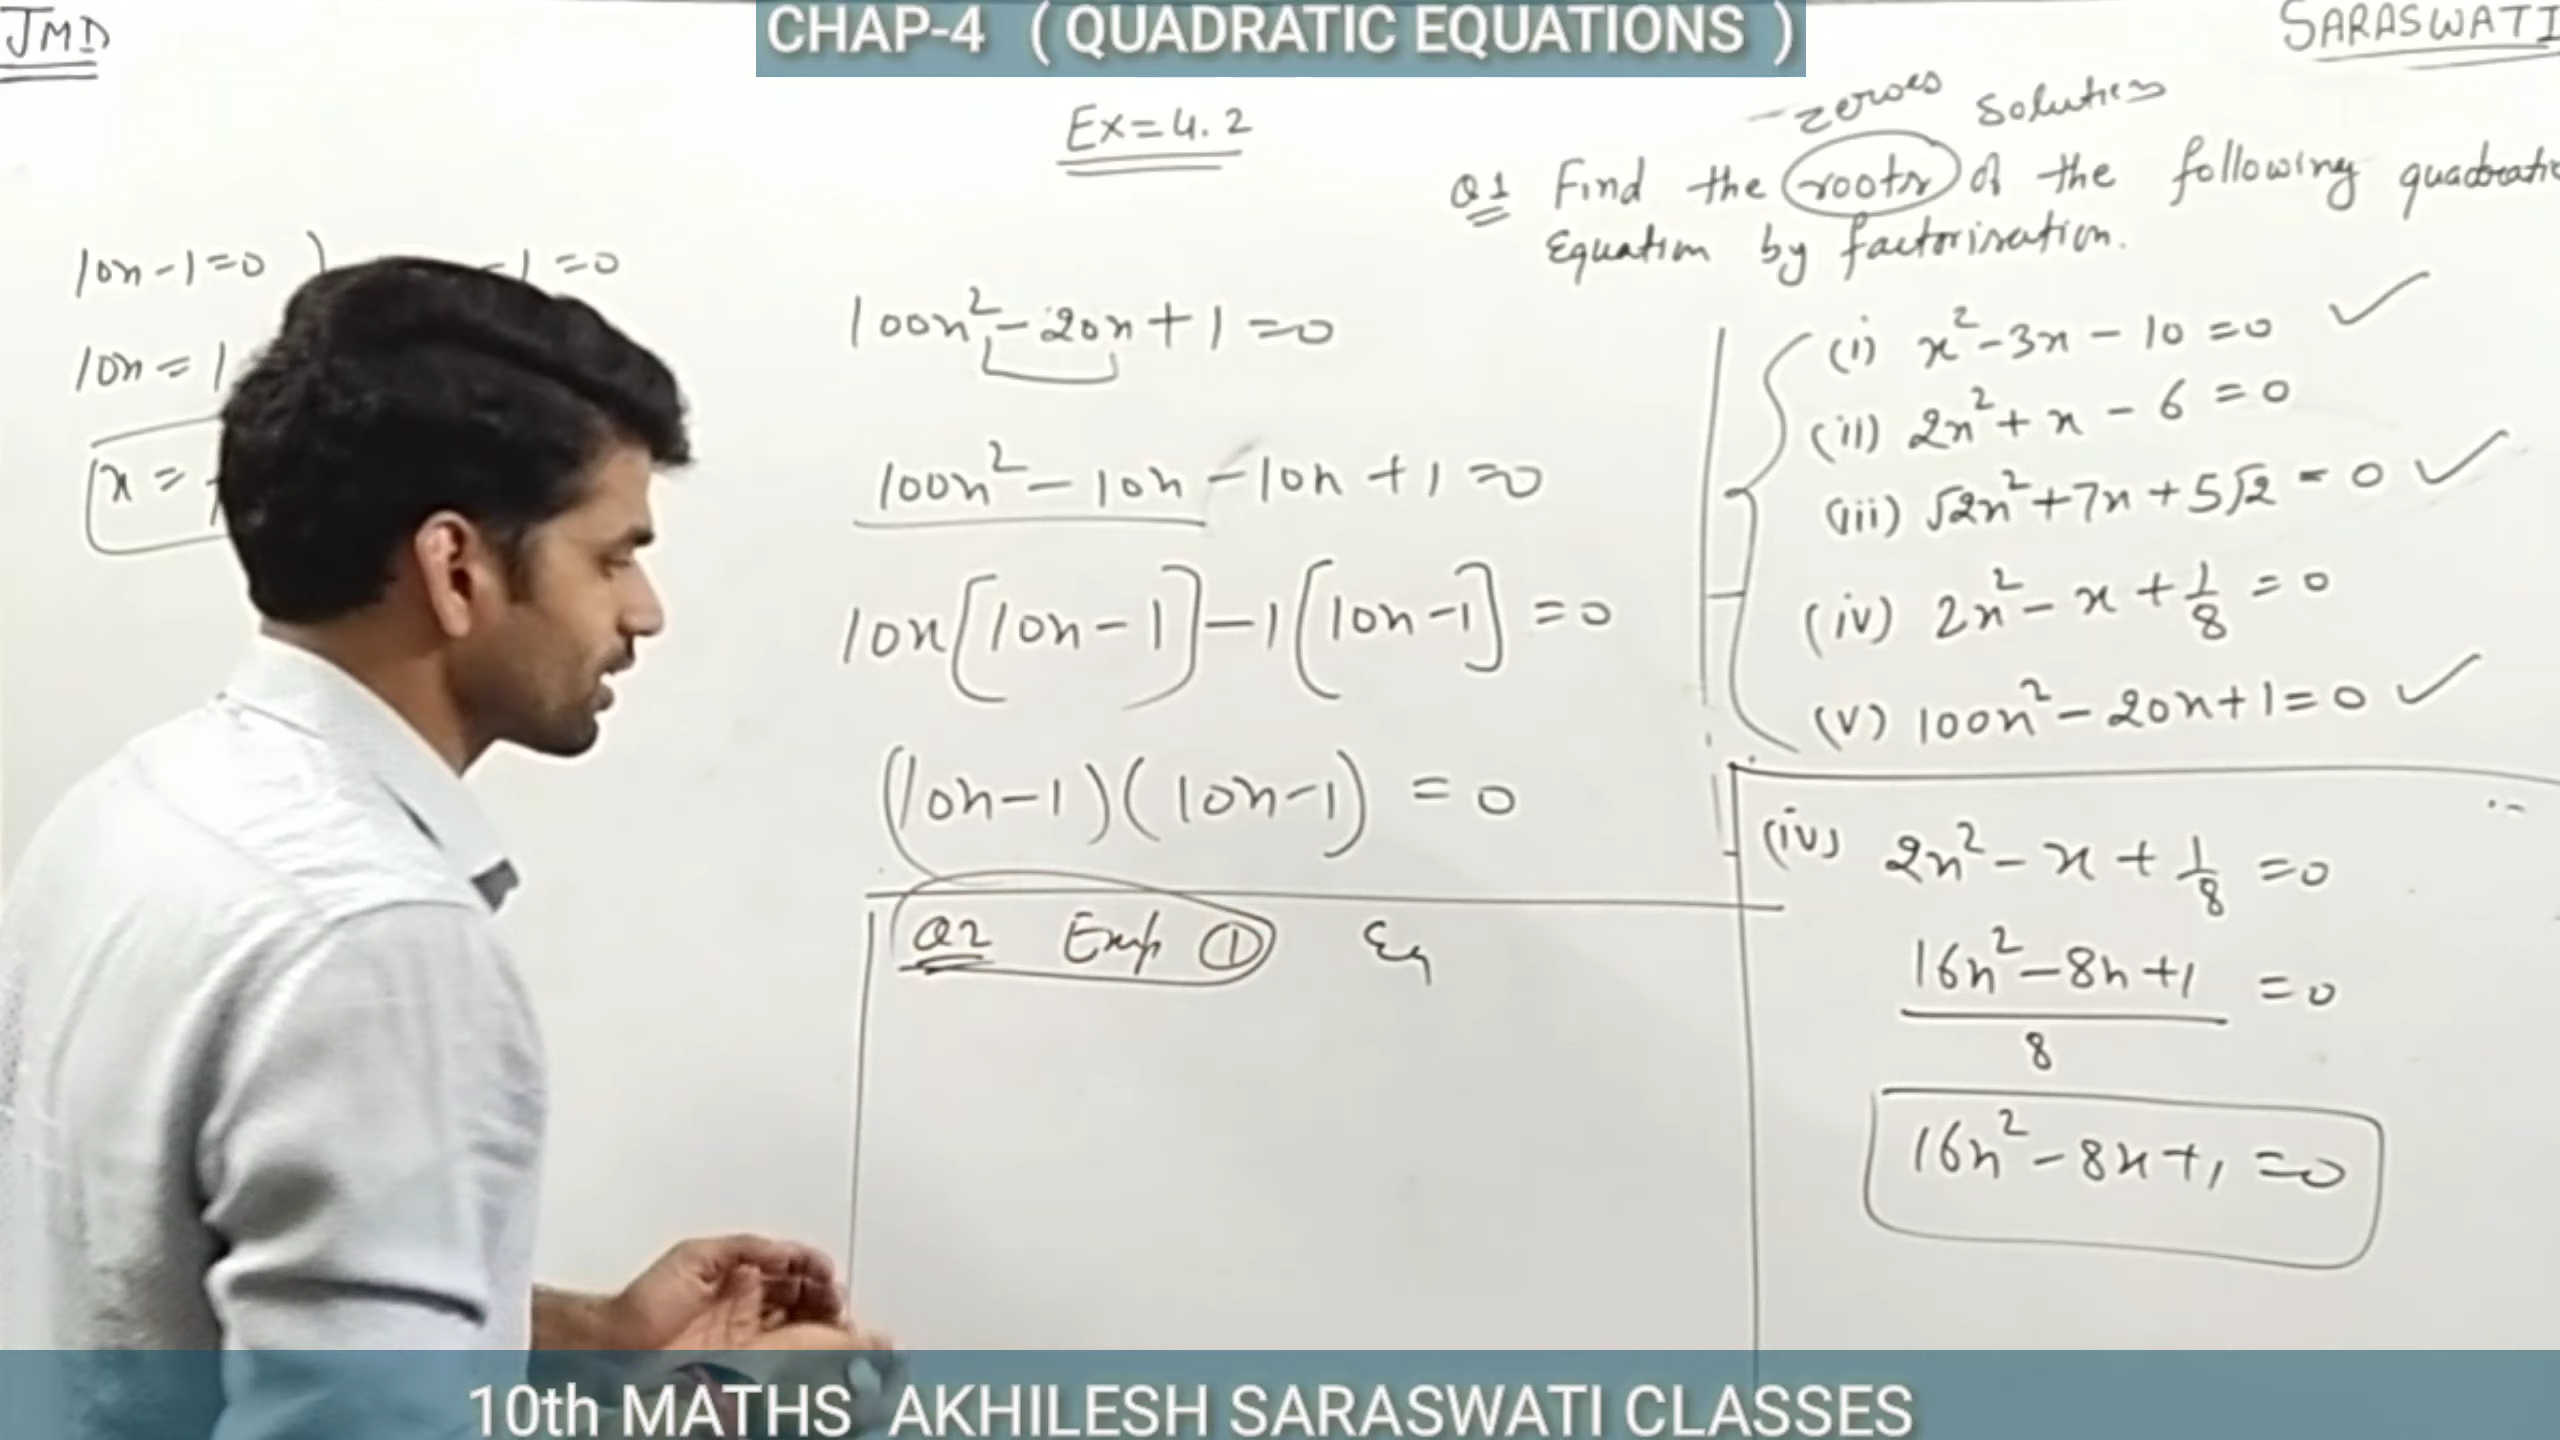 JMD
CHAP-4 ( QUADRATIC EQUATIONS )
SARASWATI
Ex=4.2
zeroes solution
Q1 Find the roots of the following quadratic
Equation by factorisation.
(i) x²-3x-10=0
(ii) 2x²+x-6=0
(iii) √2x²+7x+5√2=0
(iv) 2x²-x+1/8=0
(v) 100x²-20x+1=0
10x-1=0
-1=0
10x=1
x=
100x²-20x+1=0
100x²-10x-10x+1=0
10x[10x-1]-1[10x-1]=0
(10x-1)(10x-1)=0
Q2 Exp ① Eq
(iv) 2x²-x+1/8=0
16x²-8x+1
8
=0
16x²-8x+1=0
10th MATHS AKHILESH SARASWATI CLASSES